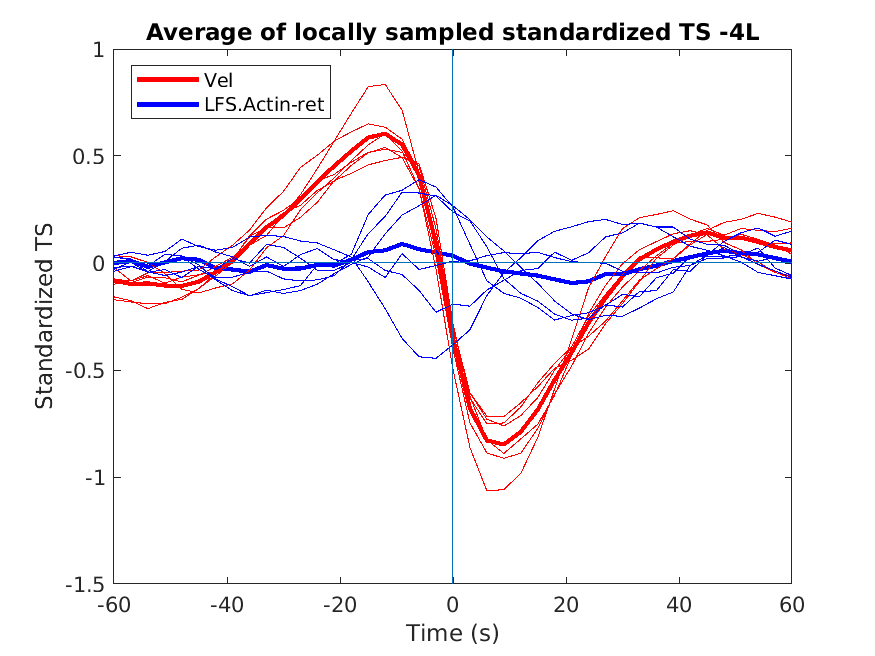 Average of locally sampled standardized TS -4L
Vel
LFS.Actin-ret
1
0.5
0
-0.5
-1
-1.5
Standardized TS
-60
-40
-20
0
20
40
60
Time (s)